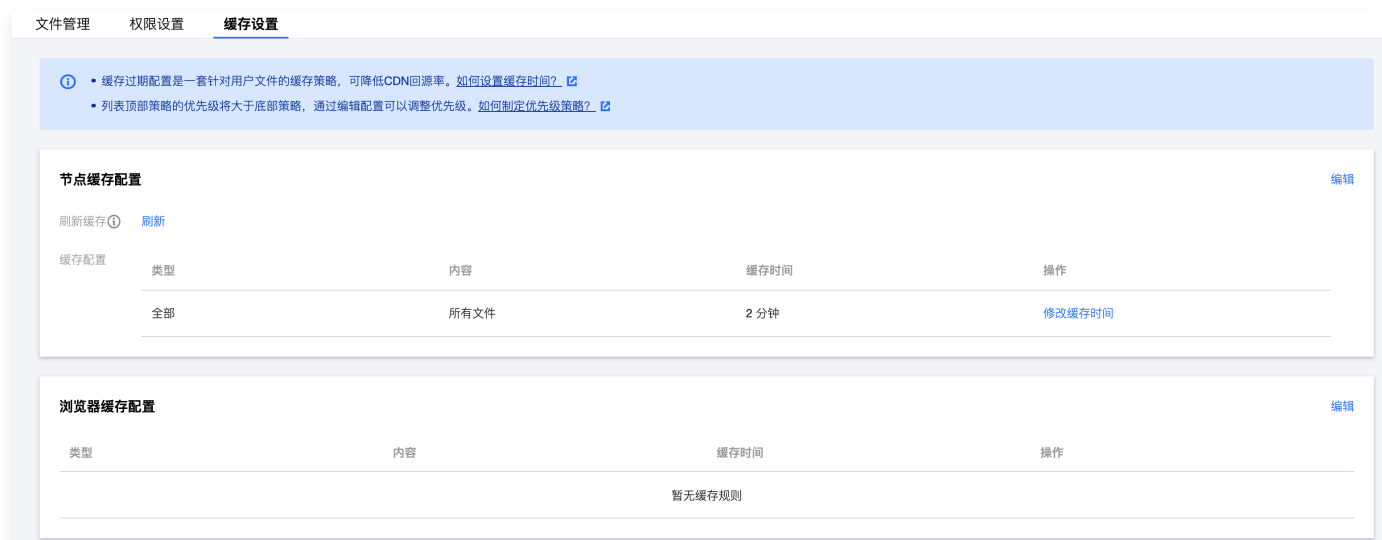 文件管理 权限设置 缓存设置
• 缓存过期配置是一套针对用户文件的缓存策略，可降低CDN回源率。如何设置缓存时间？
• 列表顶部策略的优先级将大于底部策略，通过编辑配置可以调整优先级。如何制定优先级策略？
节点缓存配置 编辑
刷新缓存 刷新
缓存配置
类型 内容 缓存时间 操作
全部 所有文件 2 分钟 修改缓存时间
浏览器缓存配置 编辑
类型 内容 缓存时间 操作
暂无缓存规则